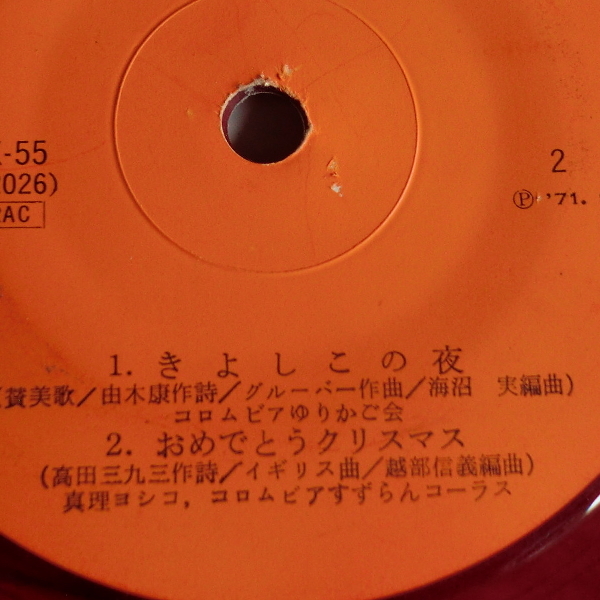 -55
2
2026)
Ⓟ '71.
RAC
1. きよしこの夜
(賛美歌/由木康作詩/グルーバー作曲/海沼 実編曲)
コロムビアゆりかご会
2. おめでとうクリスマス
(高田三九三作詩/イギリス曲/越部信義編曲)
真理ヨシコ, コロムビアすずらんコーラス